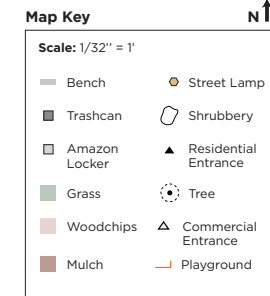 Map Key
N
Scale: 1/32'' = 1'
Bench
Street Lamp
Trashcan
Shrubbery
Amazon
Locker
Residential
Entrance
Grass
Tree
Woodchips
Commercial
Entrance
Mulch
Playground